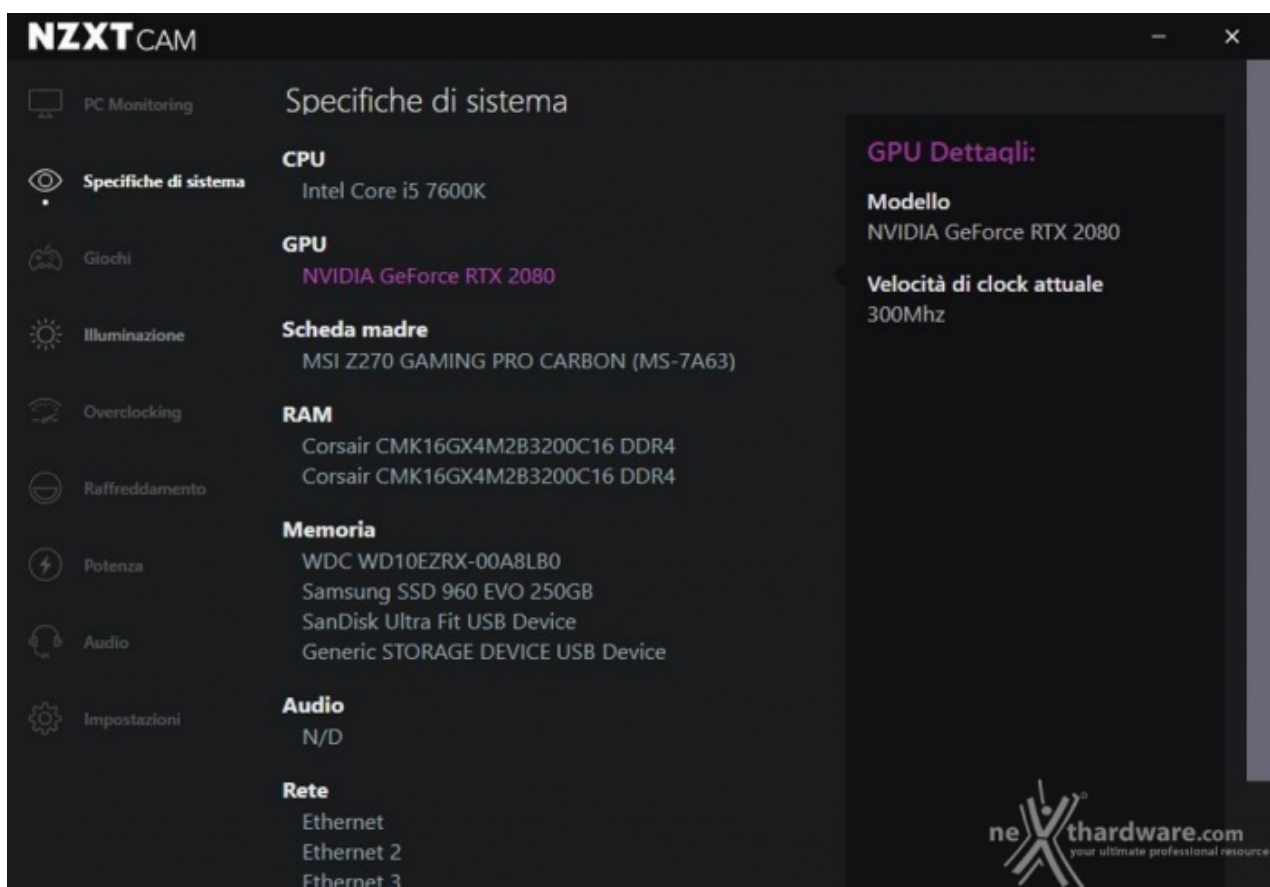 NZXT CAM
PC Monitoring
Specifiche di sistema
Giochi
Illuminazione
Overclocking
Raffreddamento
Potenza
Audio
Impostazioni
Specifiche di sistema
CPU
Intel Core i5 7600K
GPU
NVIDIA GeForce RTX 2080
Scheda madre
MSI Z270 GAMING PRO CARBON (MS-7A63)
RAM
Corsair CMK16GX4M2B3200C16 DDR4
Corsair CMK16GX4M2B3200C16 DDR4
Memoria
WDC WD10EZRX-00A8LB0
Samsung SSD 960 EVO 250GB
SanDisk Ultra Fit USB Device
Generic STORAGE DEVICE USB Device
Audio
N/D
Rete
Ethernet
Ethernet 2
Ethernet 3
GPU Dettagli:
Modello
NVIDIA GeForce RTX 2080
Velocità di clock attuale
300Mhz
nexthardware.com
your ultimate professional resource